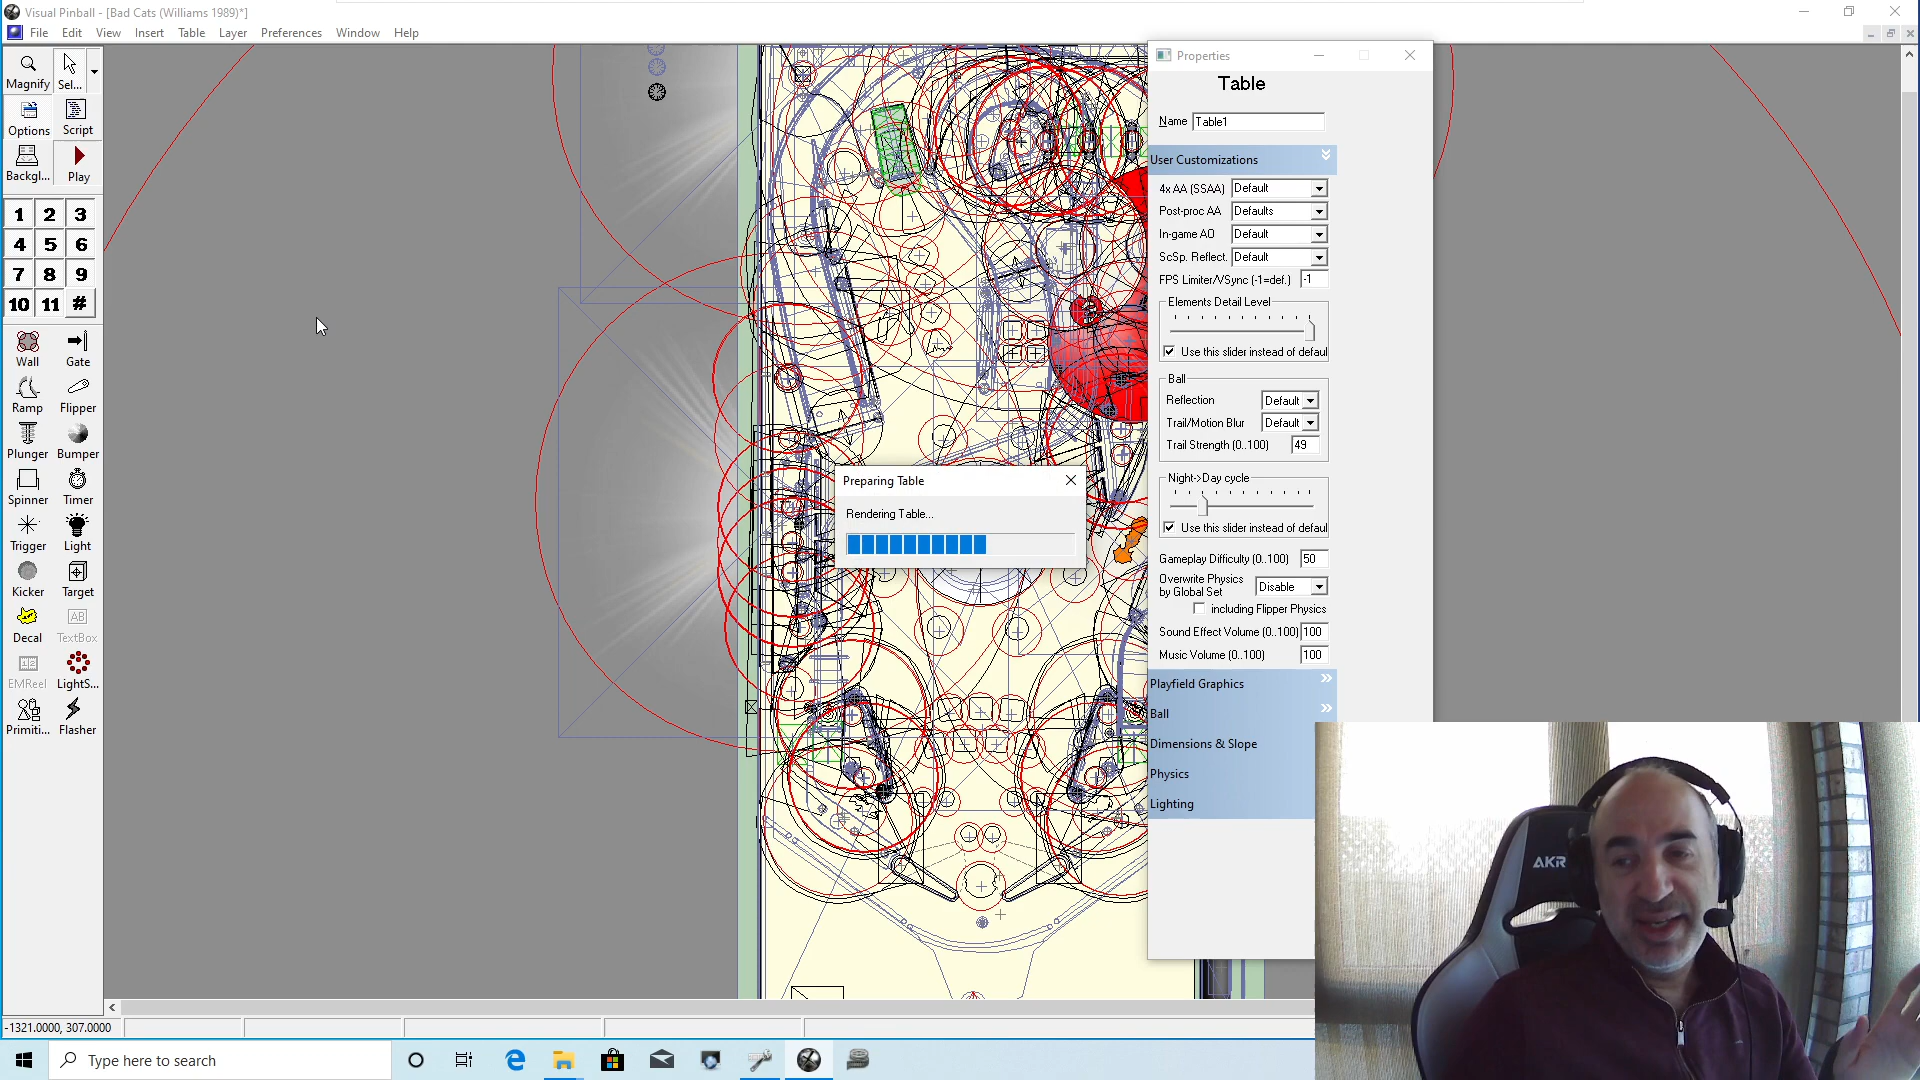 Visual Pinball - [Bad Cats (Williams 1989)*]
File Edit View Insert Table Layer Preferences Window Help
Magnify Sel...
Options Script
Backgl... Play
1 2 3
4 5 6
7 8 9
10 11 #
Wall Gate
Ramp Flipper
Plunger Bumper
Spinner Timer
Trigger Light
Kicker Target
AB
Decal TextBox
EMReel LightS...
Primiti... Flasher
Preparing Table
Rendering Table...
Properties
Table
Name Table1
User Customizations
4x AA (SSAA) Default
Post-proc AA Defaults
In-game AO Default
ScSp. Reflect. Default
FPS Limiter/VSync (-1=def.) -1
Elements Detail Level
Use this slider instead of defaul
Ball
Reflection Default
Trail/Motion Blur Default
Trail Strength (0..100) 49
Night->Day cycle
Use this slider instead of defaul
Gameplay Difficulty (0..100) 50
Overwrite Physics
by Global Set Disable
including Flipper Physics
Sound Effect Volume (0..100) 100
Music Volume (0..100) 100
Playfield Graphics
Ball
Dimensions & Slope
Physics
Lighting
AKR
-1321.0000, 307.0000
Type here to search